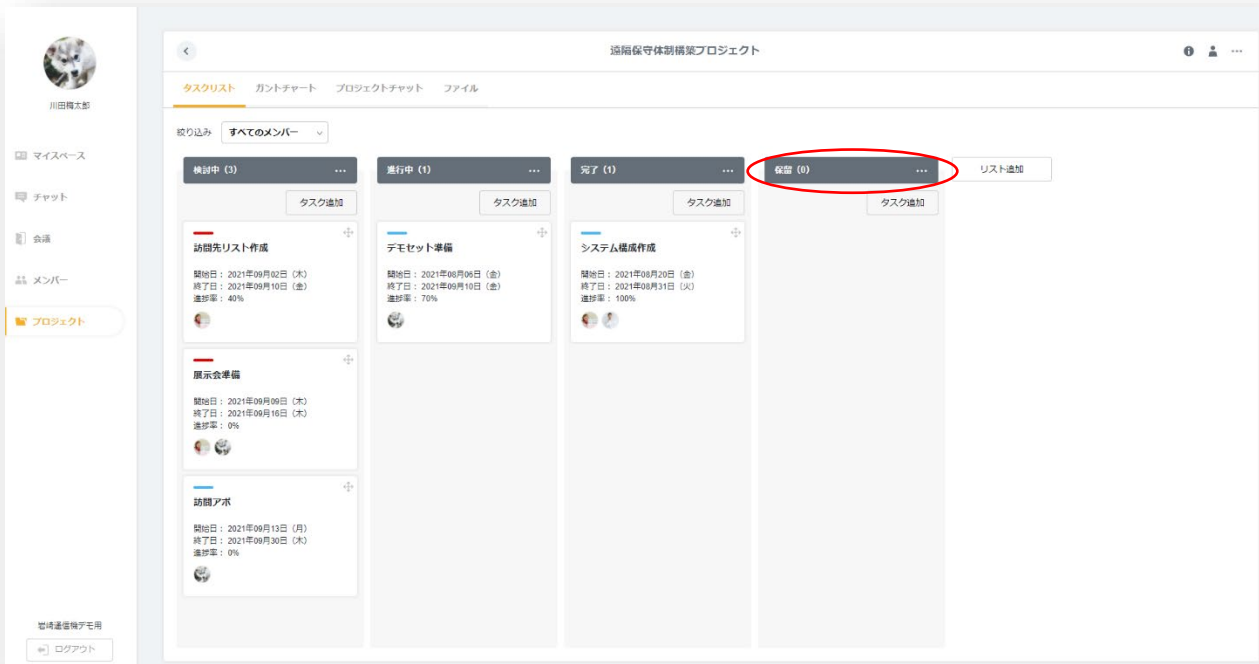 川田梅太郎
マイスペース
チャット
会議
メンバー
プロジェクト
岩崎通信機デモ用
ログアウト
遠隔保守体制構築プロジェクト
タスクリスト ガントチャート プロジェクトチャット ファイル
絞り込み すべてのメンバー
検討中 (3)
タスク追加
訪問先リスト作成
開始日: 2021年09月02日 (木)
終了日: 2021年09月10日 (金)
進捗率: 40%
展示会準備
開始日: 2021年09月09日 (木)
終了日: 2021年09月16日 (木)
進捗率: 0%
訪問アポ
開始日: 2021年09月13日 (月)
終了日: 2021年09月30日 (木)
進捗率: 0%
進行中 (1)
タスク追加
デモセット準備
開始日: 2021年08月06日 (金)
終了日: 2021年09月10日 (金)
進捗率: 70%
完了 (1)
タスク追加
システム構成作成
開始日: 2021年08月20日 (金)
終了日: 2021年08月31日 (火)
進捗率: 100%
保留 (0)
タスク追加
リスト追加